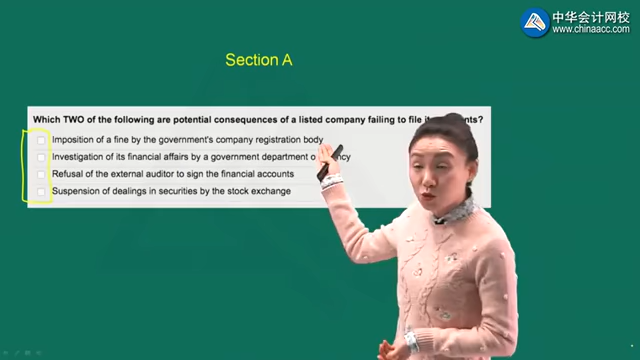 中华会计网校
www.chinaacc.com
Section A
Which TWO of the following are potential consequences of a listed company failing to file its
Imposition of a fine by the government's company registration body
Investigation of its financial affairs by a government department
Refusal of the external auditor to sign the financial accounts
Suspension of dealings in securities by the stock exchange